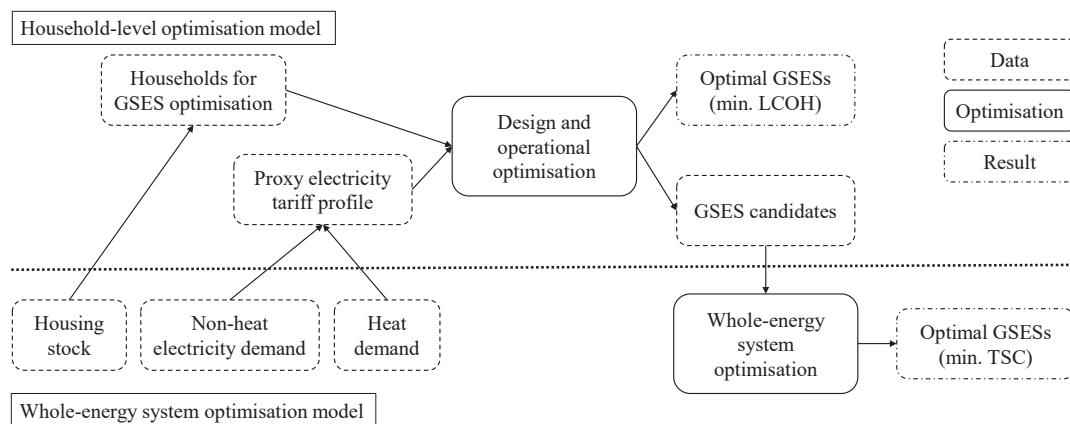 Household-level optimisation model
Households for
GSES optimisation
Proxy electricity
tariff profile
Design and
operational
optimisation
Optimal GSESs
(min. LCOH)
GSES candidates
Data
Optimisation
Result
Housing
stock
Non-heat
electricity demand
Heat
demand
Whole-energy
system
optimisation
Optimal GSESs
(min. TSC)
Whole-energy system optimisation model